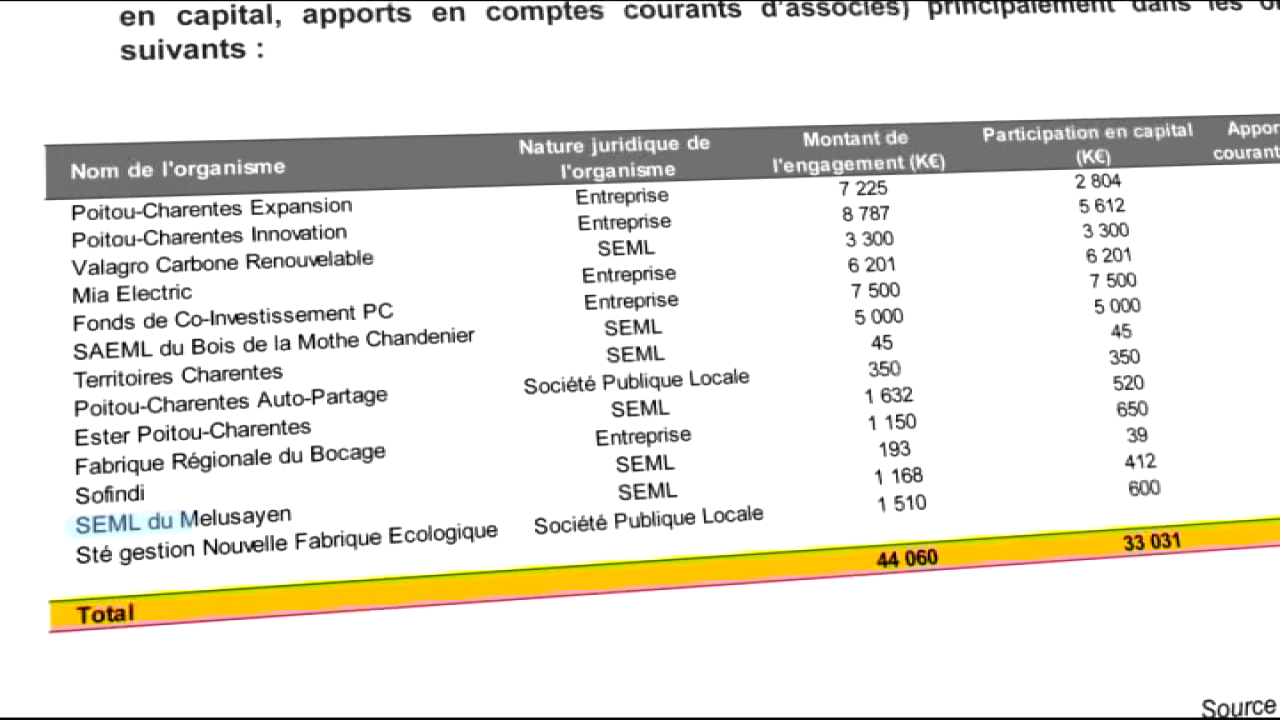 en capital, apports en comptes courants d'associés) principalement dans les
suivants :
Nom de l'organisme Nature juridique de l'organisme Montant de l'engagement (K€) Participation en capital (K€)
Poitou-Charentes Expansion Entreprise 7 225 2 804
Poitou-Charentes Innovation Entreprise 8 787 5 612
Valagro Carbone Renouvelable SEML 3 300 3 300
Mia Electric Entreprise 6 201 6 201
Fonds de Co-Investissement PC Entreprise 7 500 7 500
SAEML du Bois de la Mothe Chandenier SEML 5 000 5 000
Territoires Charentes SEML 45 45
Poitou-Charentes Auto-Partage Société Publique Locale 350 350
Ester Poitou-Charentes SEML 1 632 520
Fabrique Régionale du Bocage Entreprise 1 150 650
Sofindi SEML 193 39
SEML du Melusayen SEML 1 168 412
Sté gestion Nouvelle Fabrique Ecologique Société Publique Locale 1 510 600
Total 44 060 33 031
Source